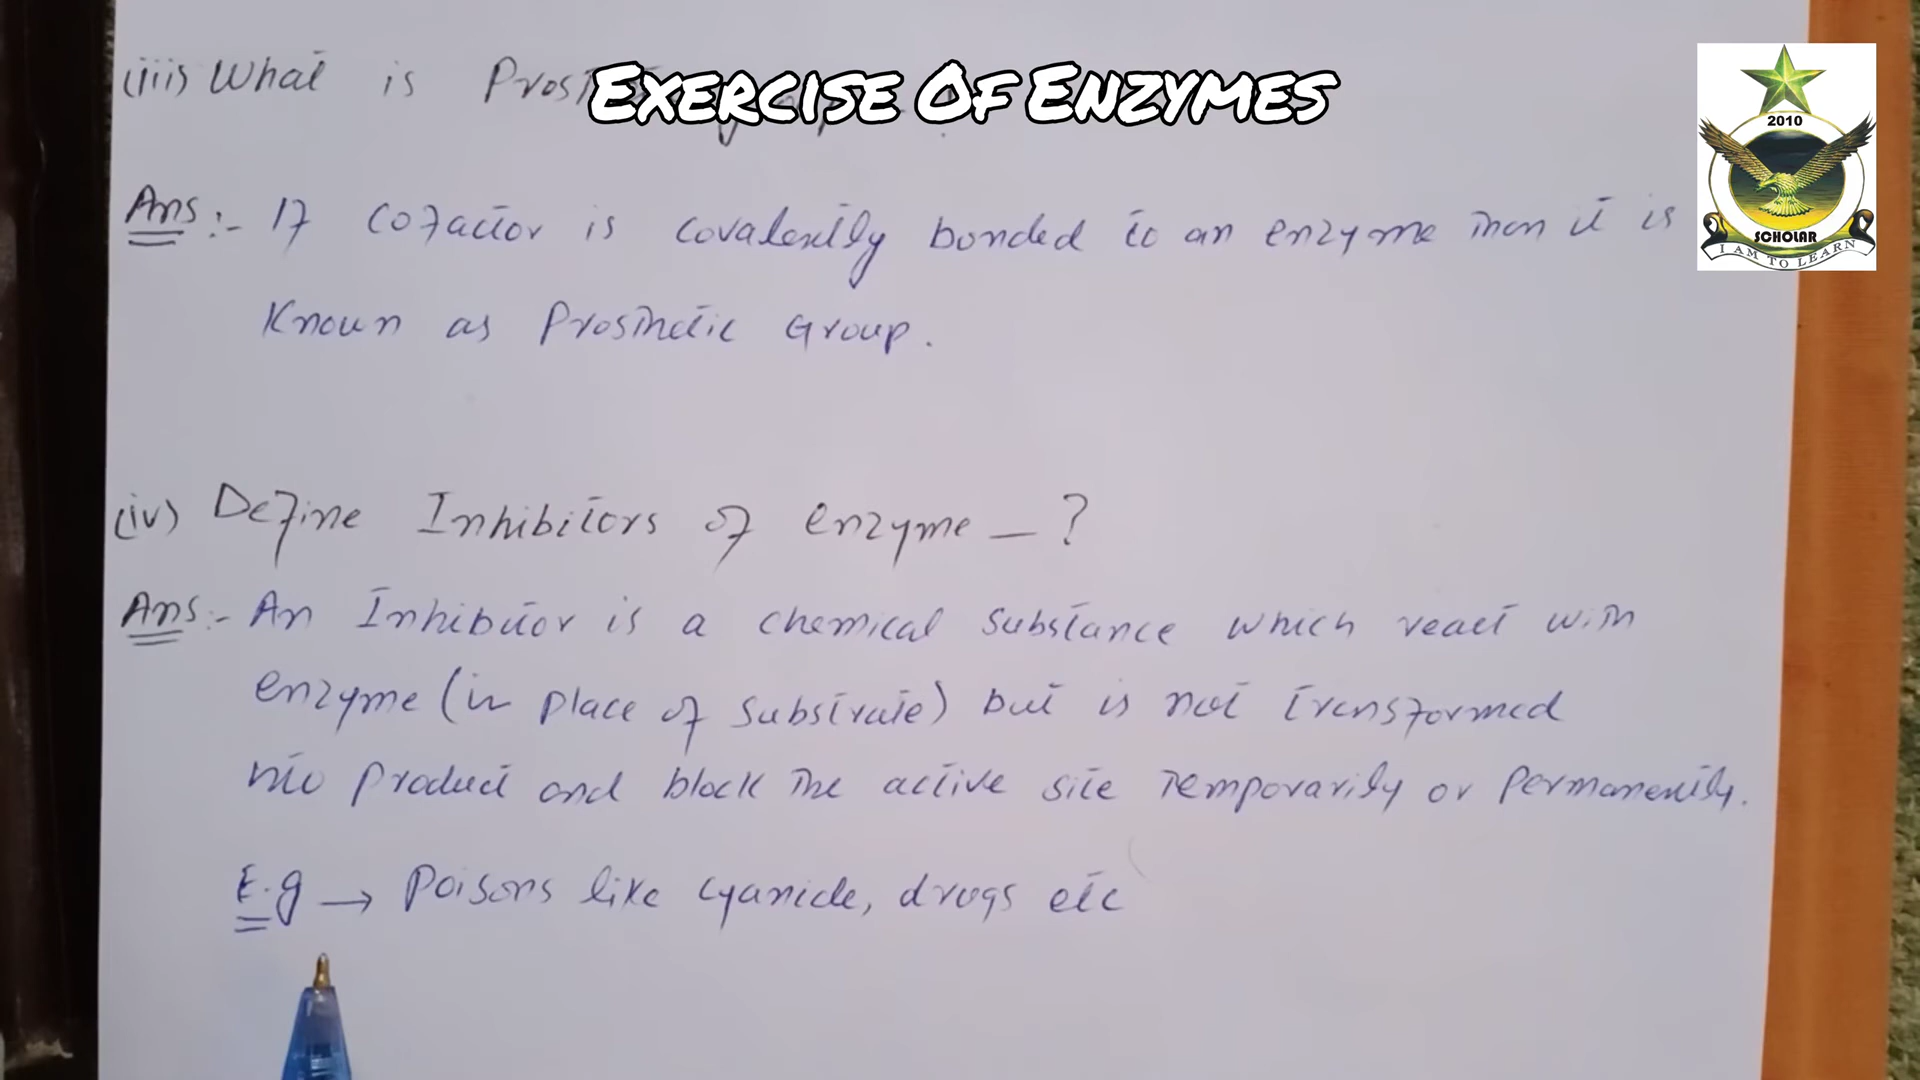 Exercise Of Enzymes
(iii) What is
2010
SCHOLAR
I AM TO LEARN
Ans:- If cofactor is covalently bonded to an enzyme then it is
Known as Prosthetic Group.
(iv) Define Inhibitors of enzyme — ?
Ans:- An Inhibitor is a chemical substance which react with
enzyme (in place of substrate) but is not transformed
into product and block the active site Temporarily or Permanently.
E.g → Poisons like cyanide, drugs etc